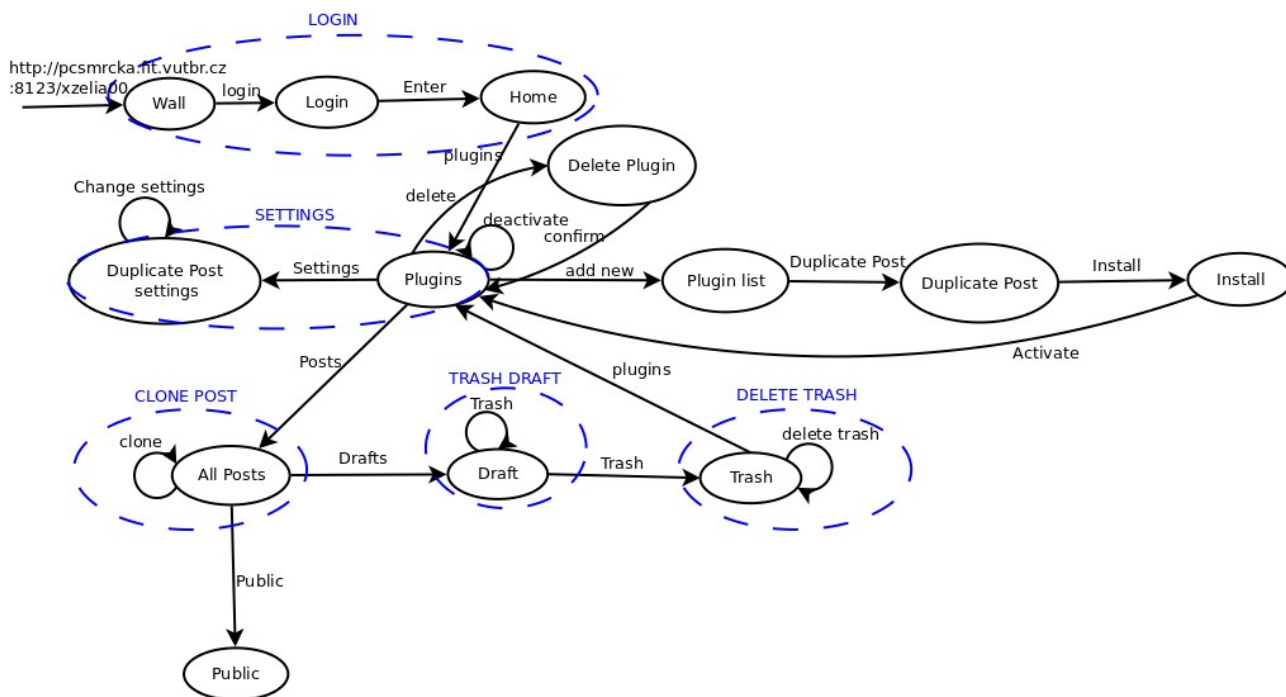 LOGIN
http://pcsmrcka.fit.vutbr.cz
:8123/xzelia00
Wall
login
Login
Enter
Home
plugins
Delete Plugin
delete
Change settings
SETTINGS
deactivate
confirm
Duplicate Post
settings
Settings
Plugins
add new
Plugin list
Duplicate Post
Duplicate Post
Install
Install
Activate
Posts
plugins
CLONE POST
TRASH DRAFT
DELETE TRASH
clone
Trash
delete trash
All Posts
Drafts
Draft
Trash
Trash
Public
Public